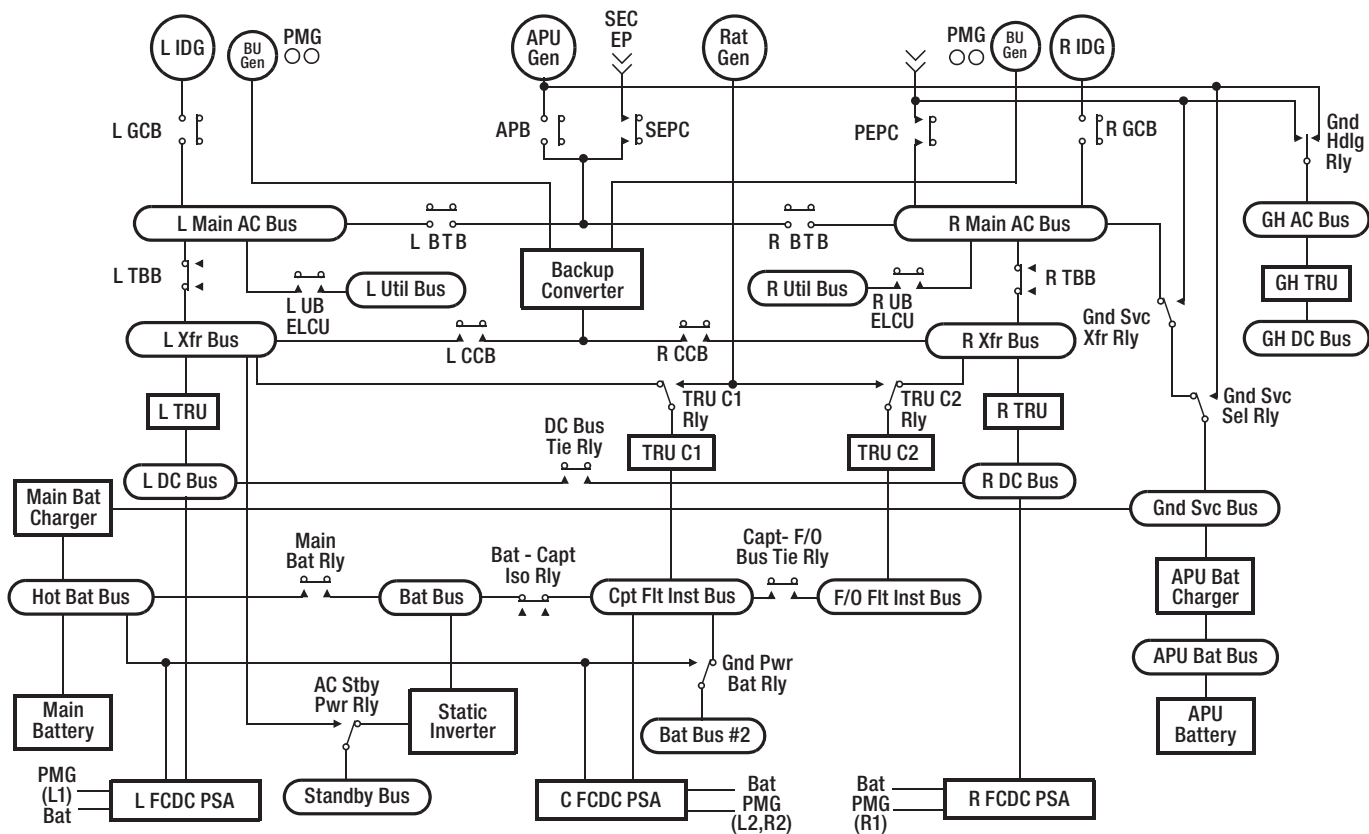 L IDG
BU
Gen
PMG
APU
Gen
SEC
EP
Rat
Gen
PMG
BU
Gen
R IDG
L GCB
APB
SEPC
PEPC
R GCB
Gnd
Hdlg
Rly
L Main AC Bus
L BTB
R BTB
R Main AC Bus
GH AC Bus
L TBB
L UB
ELCU
L Util Bus
Backup
Converter
R Util Bus
R UB
ELCU
R TBB
Gnd Svc
Xfr Rly
GH TRU
GH DC Bus
L Xfr Bus
L CCB
R CCB
R Xfr Bus
L TRU
TRU C1
Rly
TRU C2
Rly
R TRU
Gnd Svc
Sel Rly
DC Bus
Tie Rly
TRU C1
TRU C2
L DC Bus
R DC Bus
Main Bat
Charger
Gnd Svc Bus
Main
Bat Rly
Bat - Capt
Iso Rly
Capt- F/O
Bus Tie Rly
Hot Bat Bus
Bat Bus
Cpt Flt Inst Bus
F/O Flt Inst Bus
APU Bat
Charger
APU Bat Bus
Gnd Pwr
Bat Rly
AC Stby
Pwr Rly
Main
Battery
Static
Inverter
Bat Bus #2
APU
Battery
PMG
(L1)
Bat
L FCDC PSA
Standby Bus
C FCDC PSA
Bat
PMG
(L2,R2)
Bat
PMG
(R1)
R FCDC PSA